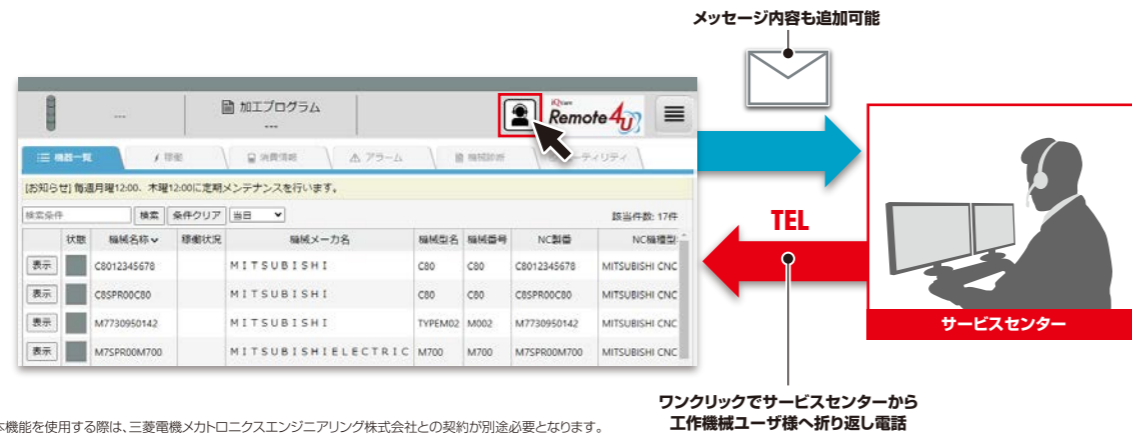 メッセージ内容も追加可能
---
加工プログラム
---
iQ Care
Remote4U
機器一覧
稼働
消費情報
アラーム
機械診断
ーティリティ
[お知らせ] 毎週月曜12:00、木曜12:00に定期メンテナンスを行います。
検索条件 検索 条件クリア 当日 該当件数: 17件
状態 機械名称 稼働状況 機械メーカ名 機械型名 機械番号 NC製番 NC機種型
表示 C8012345678 MITSUBISHI C80 C80 C8012345678 MITSUBISHI CNC
表示 C8SPR00C80 MITSUBISHI C80 C80 C8SPR00C80 MITSUBISHI CNC
表示 M7730950142 MITSUBISHI TYPEM02 M002 M7730950142 MITSUBISHI CNC
表示 M7SPR00M700 MITSUBISHIELECTRIC M700 M700 M7SPR00M700 MITSUBISHI CNC
TEL
サービスセンター
ワンクリックでサービスセンターから
工作機械ユーザ様へ折り返し電話
本機能を使用する際は、三菱電機メカトロニクスエンジニアリング株式会社との契約が別途必要となります。